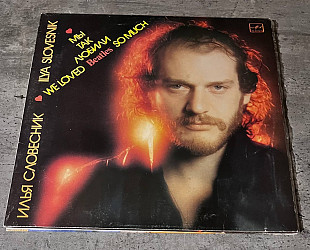 ИЛЬЯ СЛОВЕСНИК
ILYA SLOVESNIK
МЫ
ТАК
ЛЮБИЛИ
Beatles
WE LOVED
SO MUCH